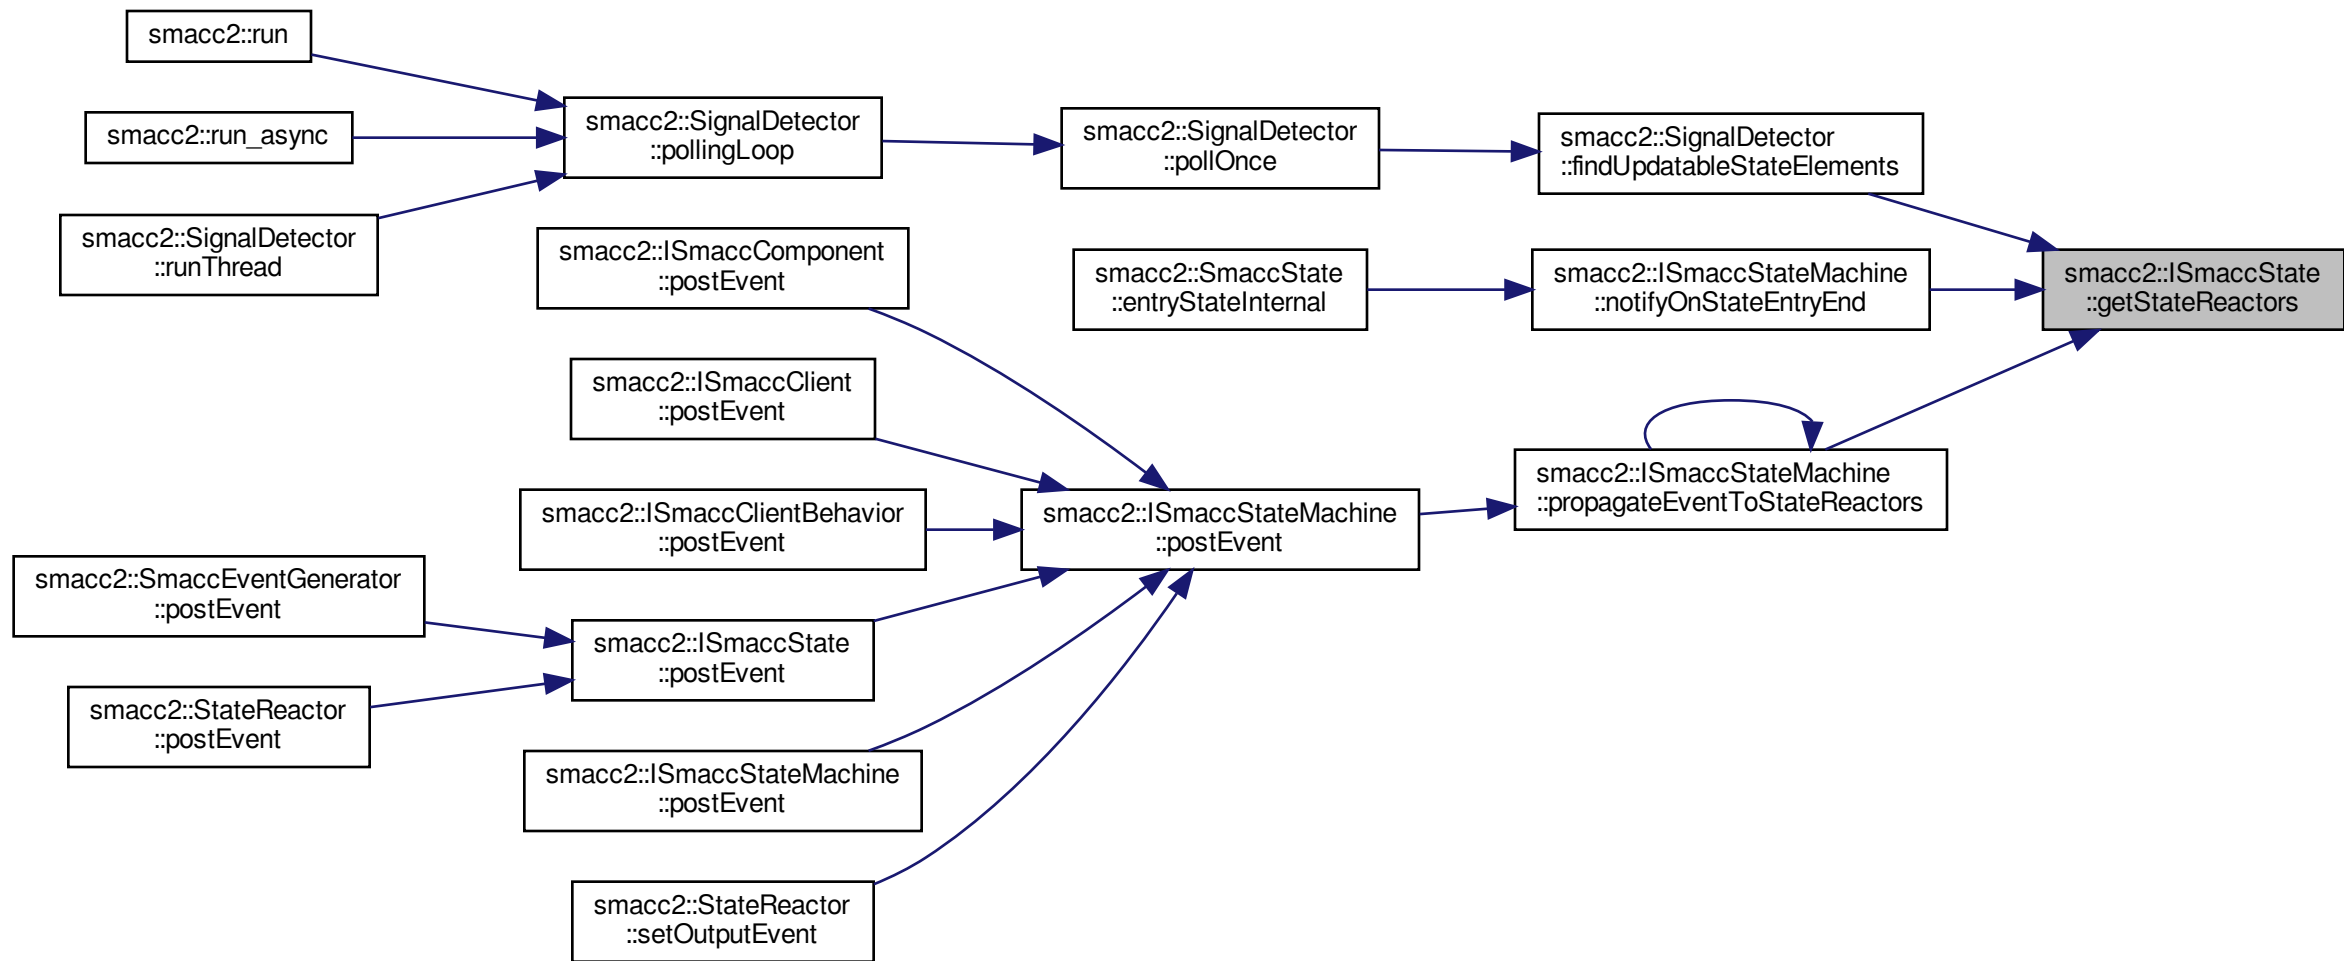 smacc2::run
smacc2::run_async
smacc2::SignalDetector
::runThread
smacc2::SignalDetector
::pollingLoop
smacc2::SignalDetector
::pollOnce
smacc2::SignalDetector
::findUpdatableStateElements
smacc2::ISmaccComponent
::postEvent
smacc2::SmaccState
::entryStateInternal
smacc2::ISmaccStateMachine
::notifyOnStateEntryEnd
smacc2::ISmaccState
::getStateReactors
smacc2::ISmaccClient
::postEvent
smacc2::ISmaccClientBehavior
::postEvent
smacc2::ISmaccStateMachine
::postEvent
smacc2::ISmaccStateMachine
::propagateEventToStateReactors
smacc2::SmaccEventGenerator
::postEvent
smacc2::StateReactor
::postEvent
smacc2::ISmaccState
::postEvent
smacc2::ISmaccStateMachine
::postEvent
smacc2::StateReactor
::setOutputEvent